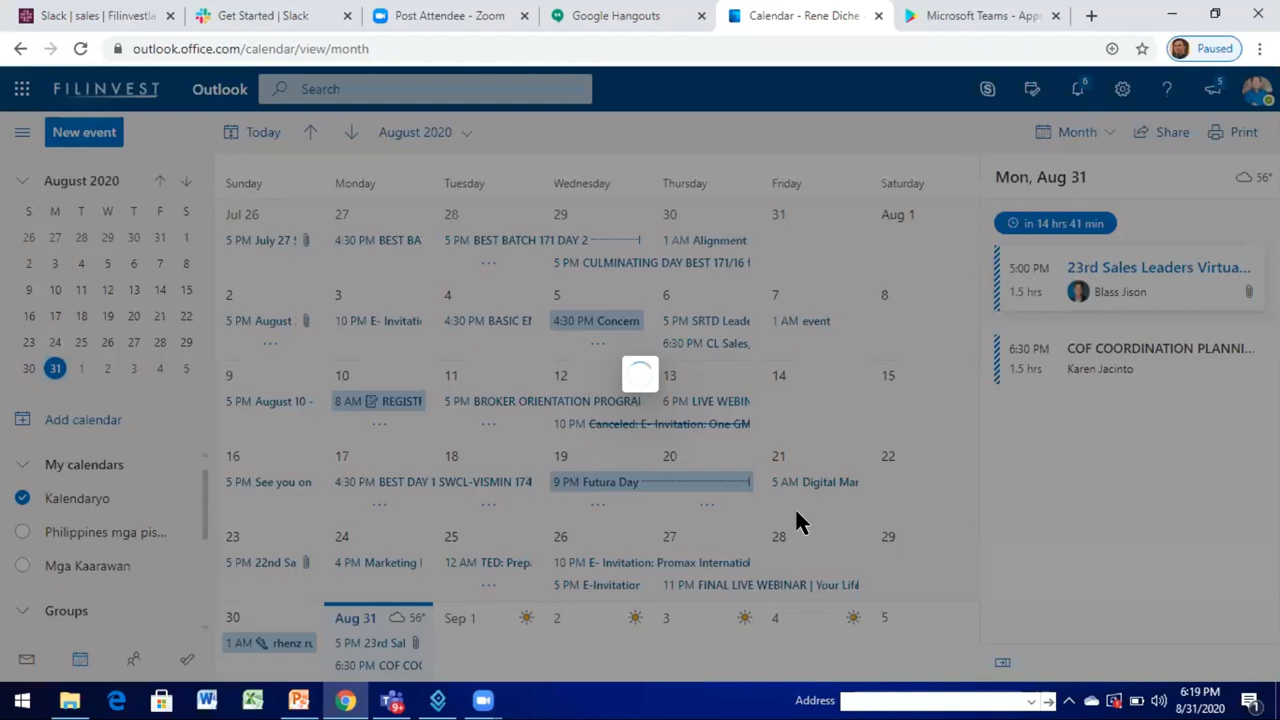 Slack | sales | Filinvestla
Get Started | Slack
Post Attendee - Zoom
Google Hangouts
Calendar - Rene Diche
Microsoft Teams - Appr
outlook.office.com/calendar/view/month
Paused
FILINVEST
Outlook
Search
6
5
New event
Today
August 2020
Month
Share
Print
August 2020
S M T W T F S
26 27 28 29 30 31 1
2 3 4 5 6 7 8
9 10 11 12 13 14 15
16 17 18 19 20 21 22
23 24 25 26 27 28 29
30 31 1 2 3 4 5
Add calendar
My calendars
Kalendaryo
Philippines mga pis...
Mga Kaarawan
Groups
Sunday Monday Tuesday Wednesday Thursday Friday Saturday
Jul 26 27 28 29 30 31 Aug 1
5 PM July 27 4:30 PM BEST BA 5 PM BEST BATCH 171 DAY 2 1 AM Alignment
5 PM CULMINATING DAY BEST 171/16
2 3 4 5 6 7 8
5 PM August 10 PM E- Invitati 4:30 PM BASIC EN 4:30 PM Concern 5 PM SRTD Leade 1 AM event
6:30 PM CL Sales,
9 10 11 12 13 14 15
5 PM August 10 - 8 AM REGISTR 5 PM BROKER ORIENTATION PROGRAM 6 PM LIVE WEBIN
10 PM Canceled: E- Invitation: One GM
16 17 18 19 20 21 22
5 PM See you on 4:30 PM BEST DAY 1 SWCL-VISMIN 174 9 PM Futura Day 5 AM Digital Mar
23 24 25 26 27 28 29
5 PM 22nd Sa 4 PM Marketing 12 AM TED: Prep. 10 PM E- Invitation: Promax Internatio
5 PM E-Invitation 11 PM FINAL LIVE WEBINAR | Your Life
30 Aug 31 56° Sep 1 2 3 4 5
1 AM rhenz ru 5 PM 23rd Sal
6:30 PM COF COO
Mon, Aug 31
56°
in 14 hrs 41 min
5:00 PM 23rd Sales Leaders Virtua...
1.5 hrs Blass Jison
6:30 PM COF COORDINATION PLANNI...
1.5 hrs Karen Jacinto
9+
Address
6:19 PM
8/31/2020
1